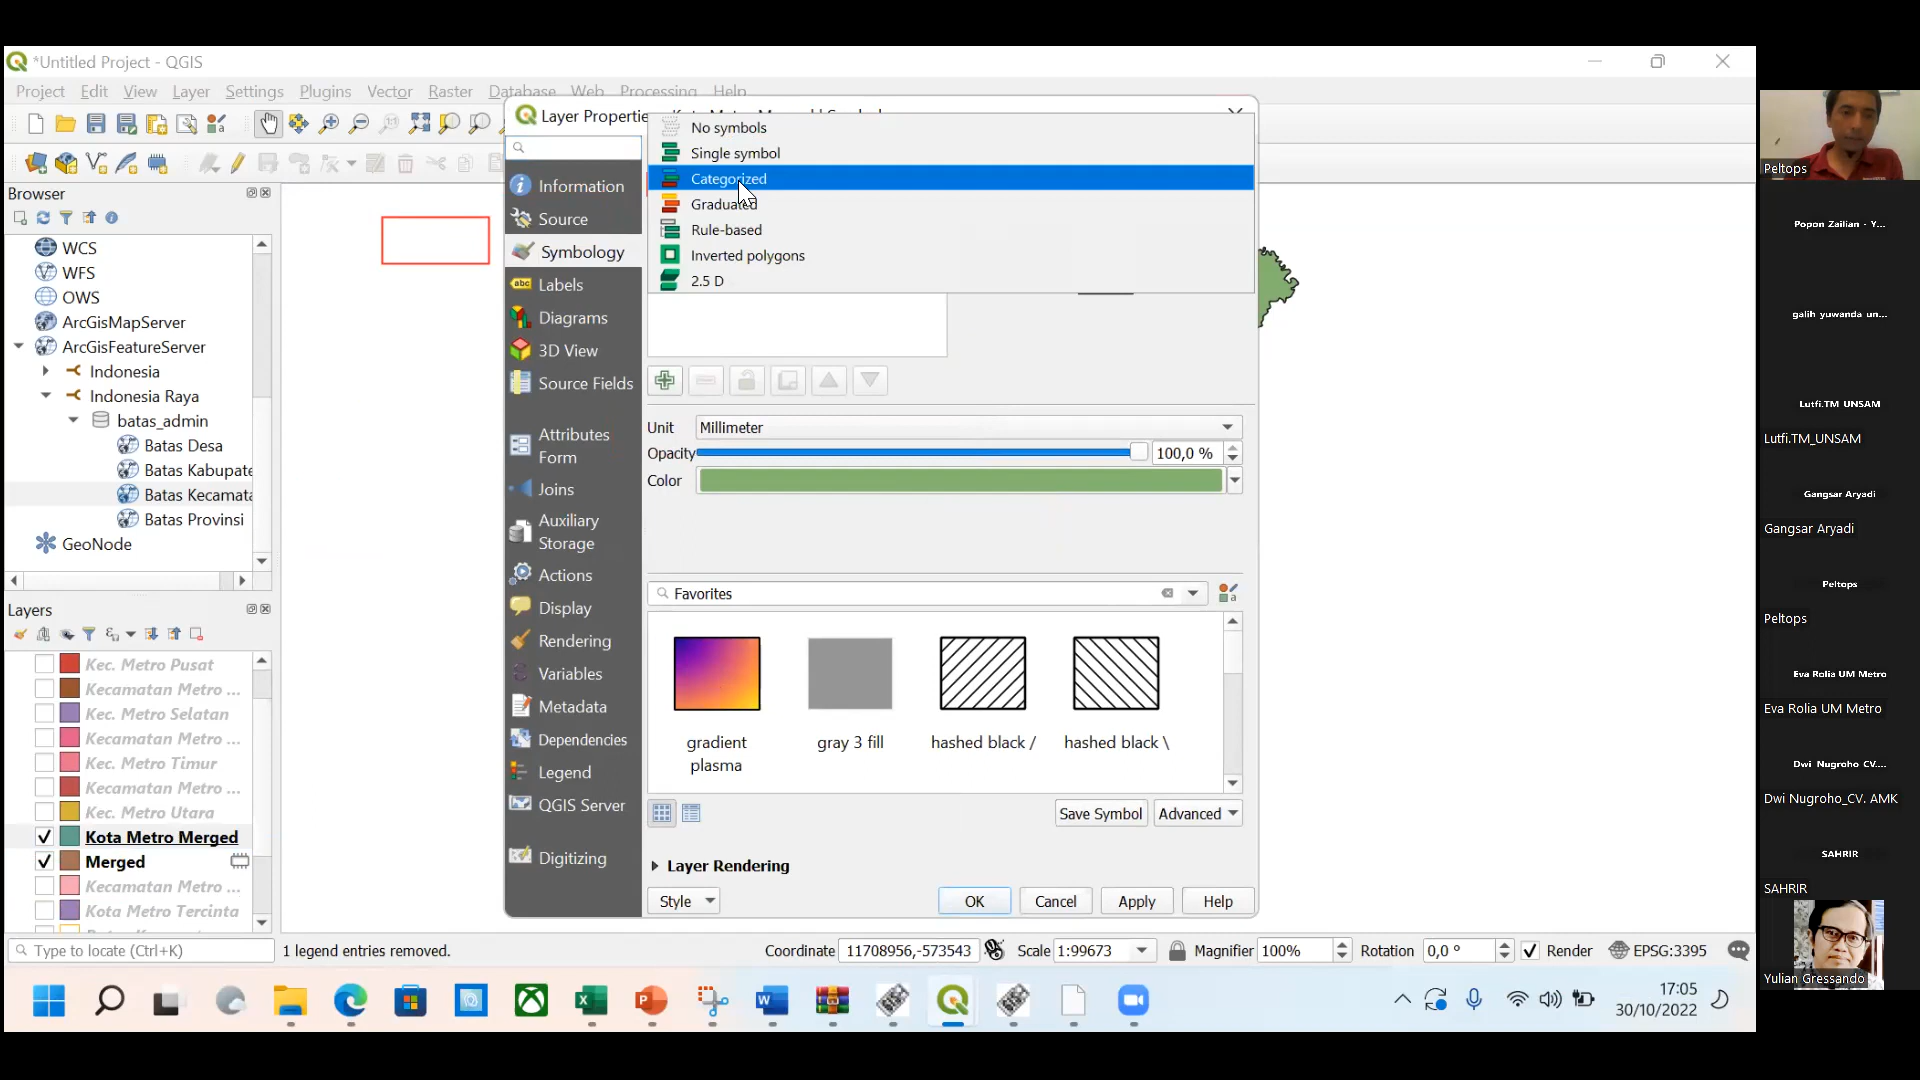 *Untitled Project - QGIS
Project Edit View Layer Settings Plugins Vector Raster Database Web Processing Help
Browser
WCS
WFS
OWS
ArcGisMapServer
ArcGisFeatureServer
Indonesia
Indonesia Raya
batas_admin
Batas Desa
Batas Kabupate
Batas Kecamata
Batas Provinsi
GeoNode
Layers
Kec. Metro Pusat
Kecamatan Metro ...
Kec. Metro Selatan
Kecamatan Metro ...
Kec. Metro Timur
Kecamatan Metro ...
Kec. Metro Utara
Kota Metro Merged
Merged
Kecamatan Metro ...
Kota Metro Tercinta
Layer Propertie
Information
Source
Symbology
abc Labels
Diagrams
3D View
Source Fields
Attributes
Form
Joins
Auxiliary
Storage
Actions
Display
Rendering
Variables
Metadata
Dependencies
Legend
QGIS Server
Digitizing
No symbols
Single symbol
Categorized
Graduated
Rule-based
Inverted polygons
2.5 D
Unit Millimeter
Opacity 100,0 %
Color
Favorites
gradient
plasma
gray 3 fill
hashed black /
hashed black \
Save Symbol Advanced
Layer Rendering
Style OK Cancel Apply Help
Type to locate (Ctrl+K) 1 legend entries removed. Coordinate 11708956,-573543 Scale 1:99673 Magnifier 100% Rotation 0,0 ° Render EPSG:3395
17:05
30/10/2022
Peltops
Popon Zailian - Y...
galih yuwanda un...
Lutfi.TM UNSAM
Lutfi.TM_UNSAM
Gangsar Aryadi
Gangsar Aryadi
Peltops
Peltops
Eva Rolia UM Metro
Eva Rolia UM Metro
Dwi Nugroho CV....
Dwi Nugroho_CV. AMK
SAHRIR
SAHRIR
Yulian Gressando